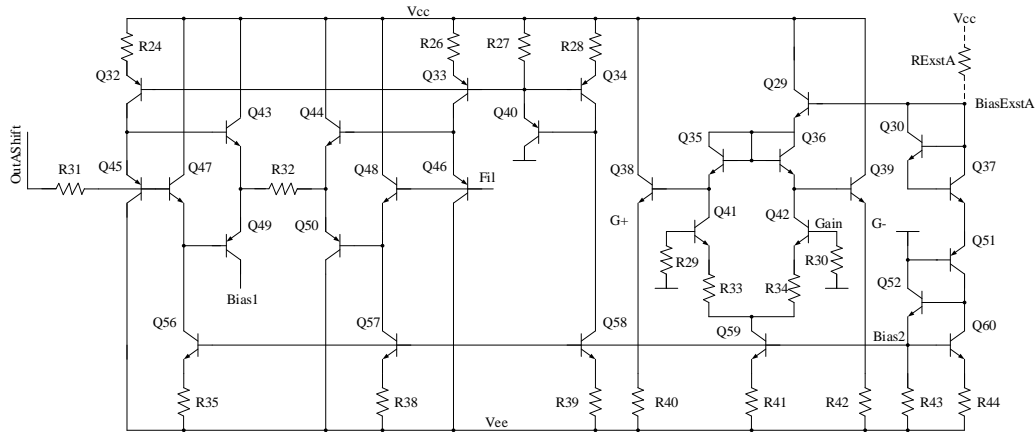 Vcc
Vcc
R24
R26
R27
R28
RExstA
Q32
Q33
Q34
Q29
BiasExstA
Q43
Q44
Q40
Q30
OutAShift
Q35
Q36
R31
Q45
Q47
R32
Q48
Q46
Fil
Q38
Q39
Q37
Q49
Q50
G+
Q41
Q42
Gain
G-
Q51
R29
R30
Bias1
R33
R34
Q52
Q56
Q57
Q58
Q59
Bias2
Q60
R35
R38
R39
R40
R41
R42
R43
R44
Vee